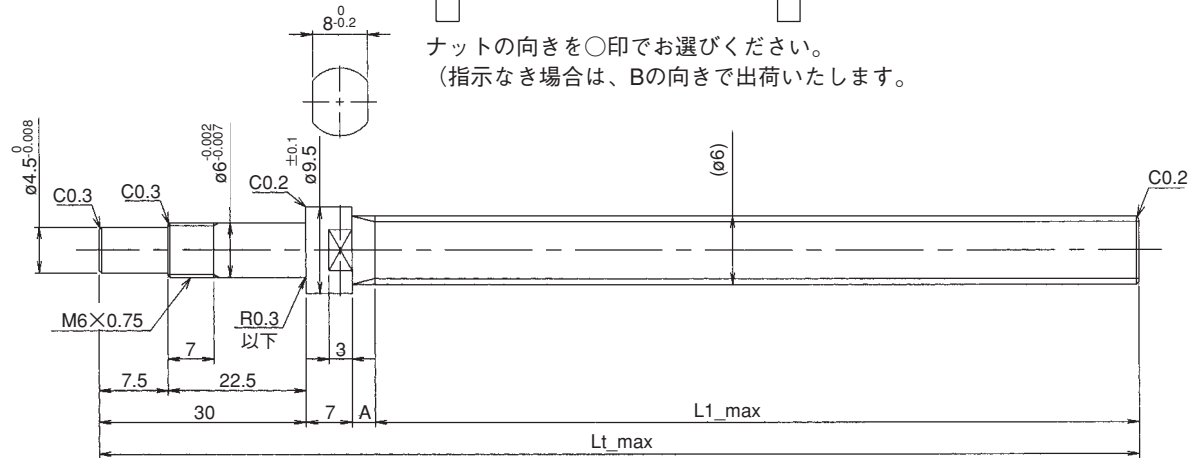 8 0 -0.2
ナットの向きを○印でお選びください。
（指示なき場合は、Bの向きで出荷いたします。
ø4.5 0 -0.008
ø6 -0.002 -0.007
ø9.5 ±0.1
(ø6)
C0.3
C0.3
C0.2
C0.2
M6×0.75
R0.3
以下
7
3
7.5
22.5
30
7
A
L1_max
Lt_max